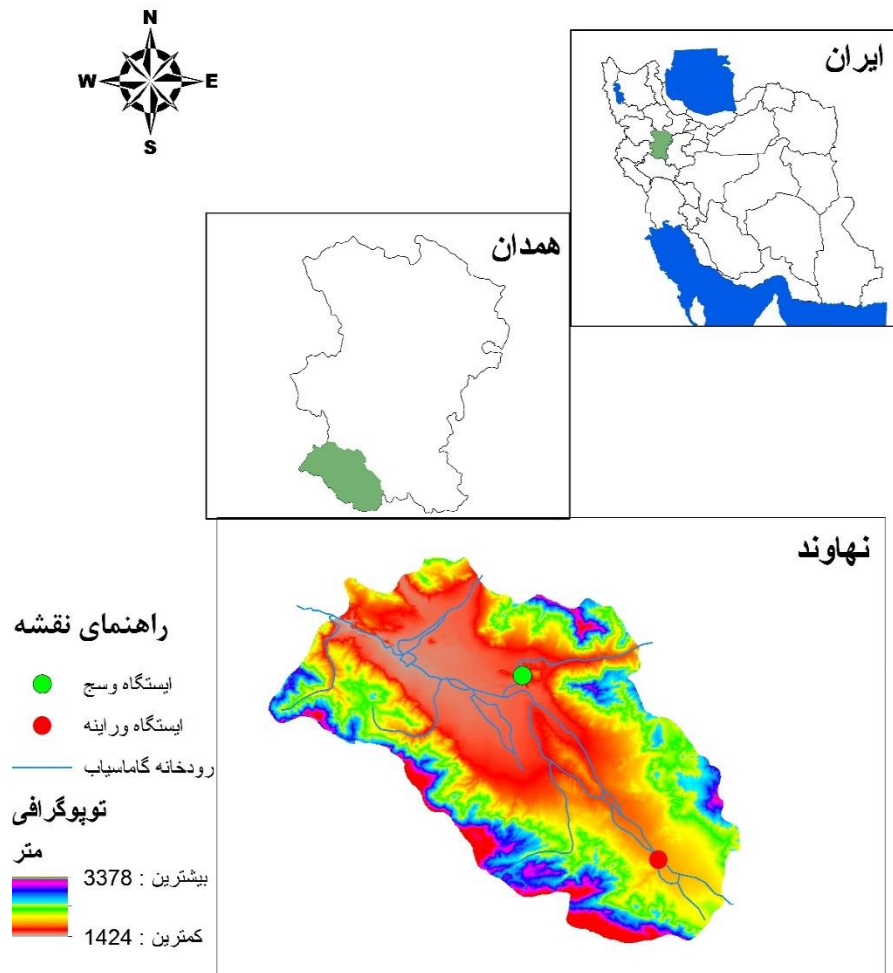 N
W
E
S
ایران
همدان
نهاوند
راهنمای نقشه
ایستگاه وسج
ایستگاه وراینه
رودخانه گاماسیاب
توپوگرافی
متر
بیشترین : 3378
کمترین : 1424